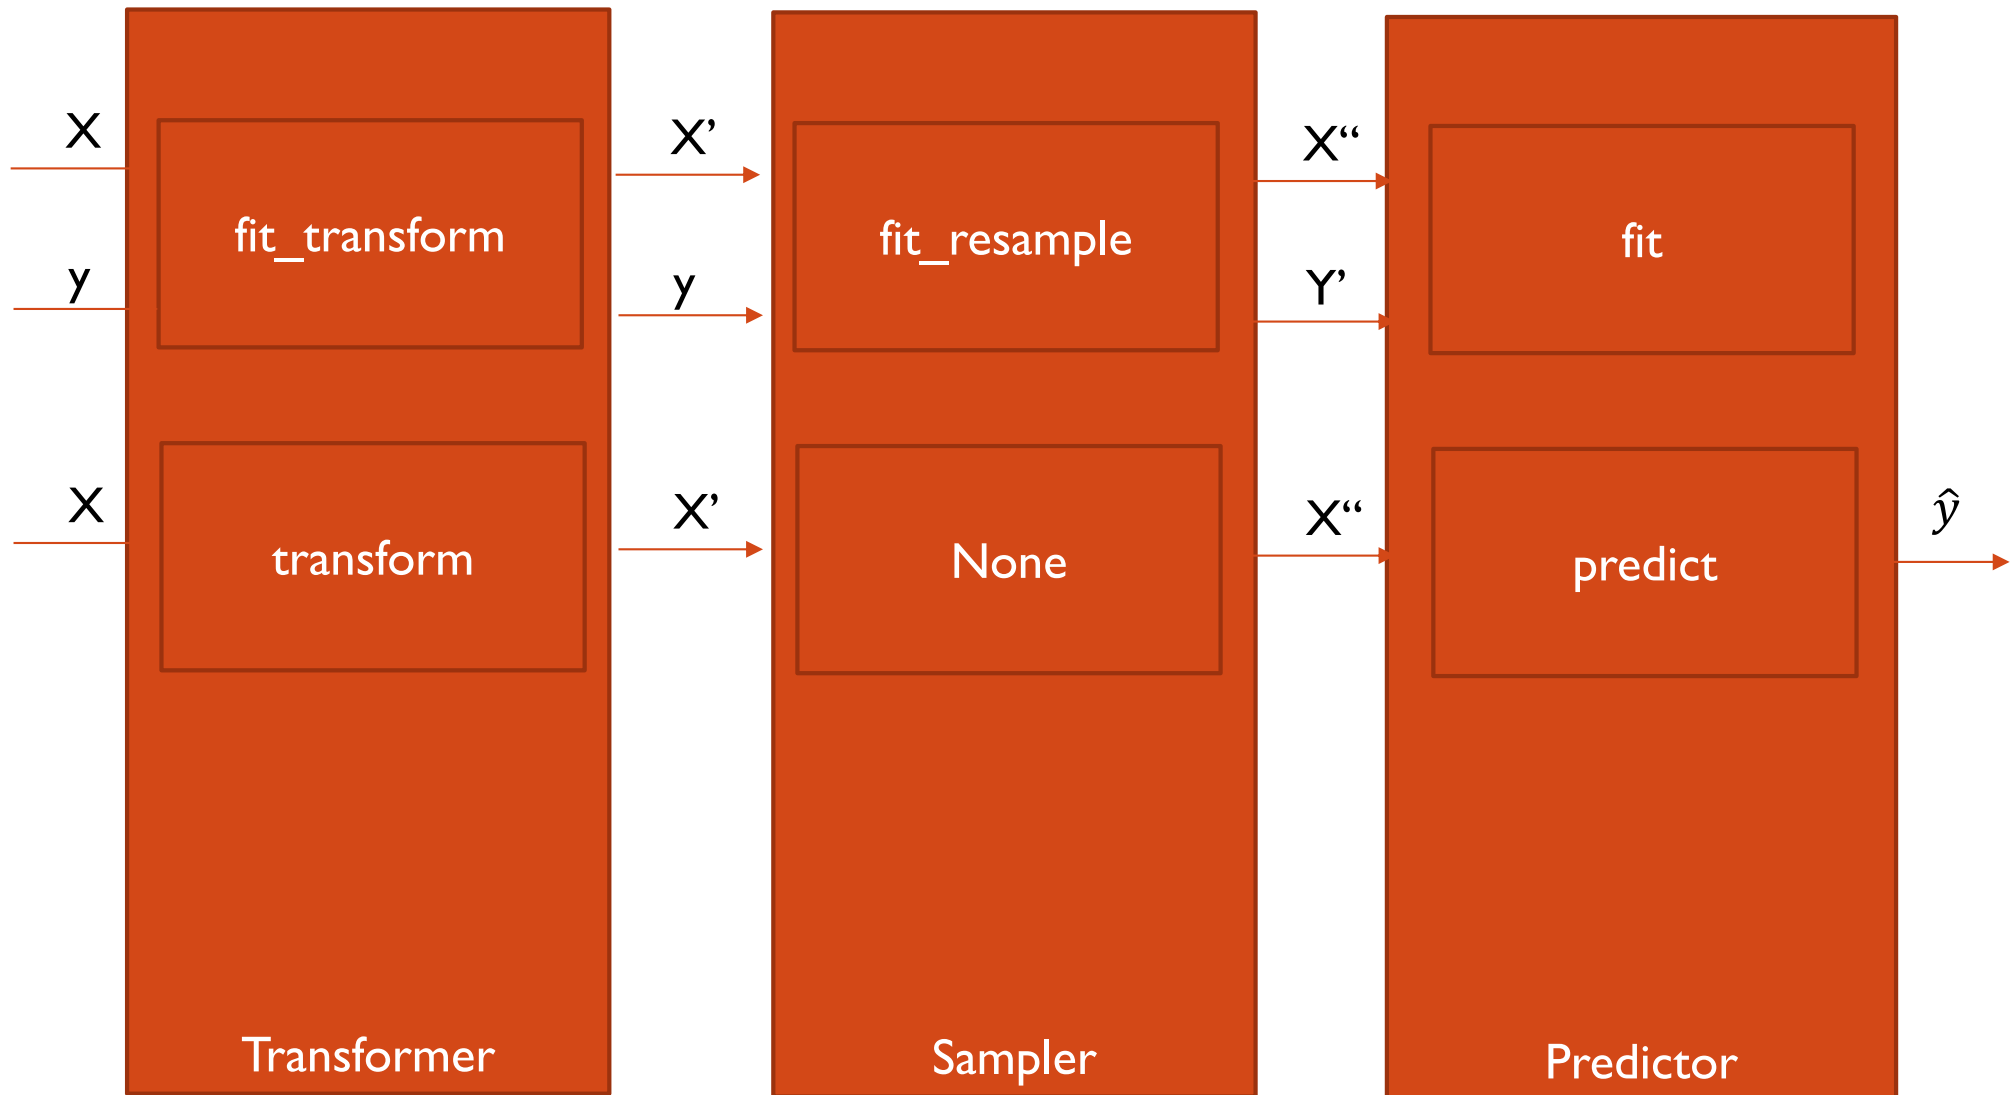 X
X’
X“
fit_transform
fit_resample
fit
y
y
Y’
X
X’
X“
ŷ
transform
None
predict
Transformer
Sampler
Predictor